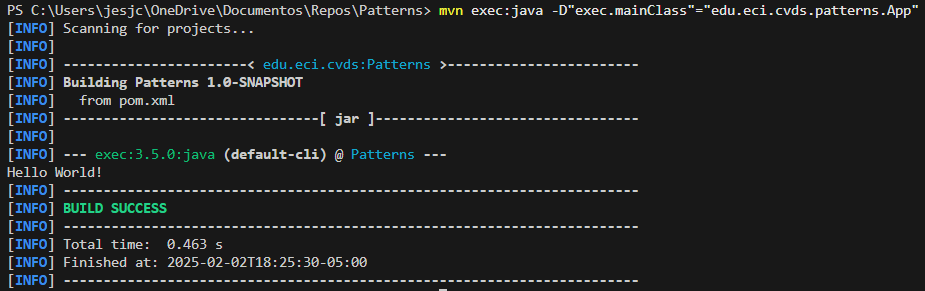 PS C:\Users\jesjc\OneDrive\Documentos\Repos\Patterns> mvn exec:java -D"exec.mainClass"="edu.eci.cvds.patterns.App"
[INFO] Scanning for projects...
[INFO]
[INFO] -----------------------< edu.eci.cvds:Patterns >------------------------
[INFO] Building Patterns 1.0-SNAPSHOT
[INFO]   from pom.xml
[INFO] --------------------------------[ jar ]---------------------------------
[INFO]
[INFO] --- exec:3.5.0:java (default-cli) @ Patterns ---
Hello World!
[INFO] ------------------------------------------------------------------------
[INFO] BUILD SUCCESS
[INFO] ------------------------------------------------------------------------
[INFO] Total time:  0.463 s
[INFO] Finished at: 2025-02-02T18:25:30-05:00
[INFO] ------------------------------------------------------------------------